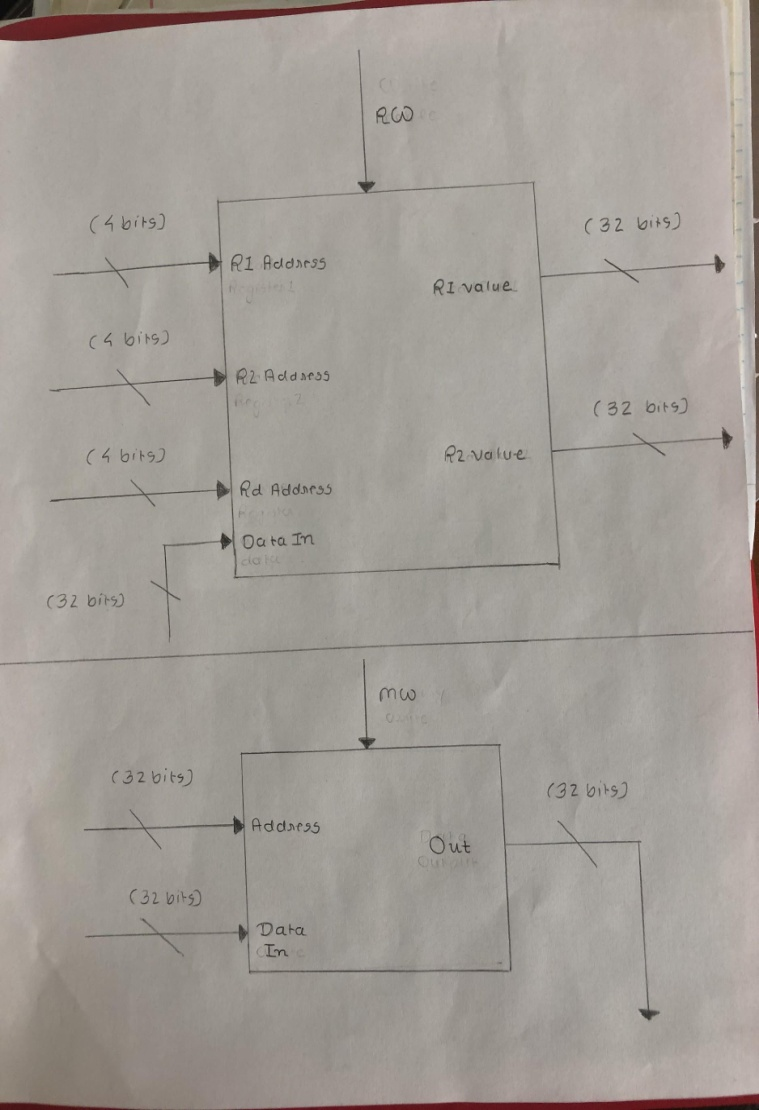 RW
(4 bits)
R1 Address
(32 bits)
R1 value
(4 bits)
R2 Address
(32 bits)
R2 value
(4 bits)
Rd Address
Data In
(32 bits)
MW
(32 bits)
Address
(32 bits)
Out
(32 bits)
Data
In